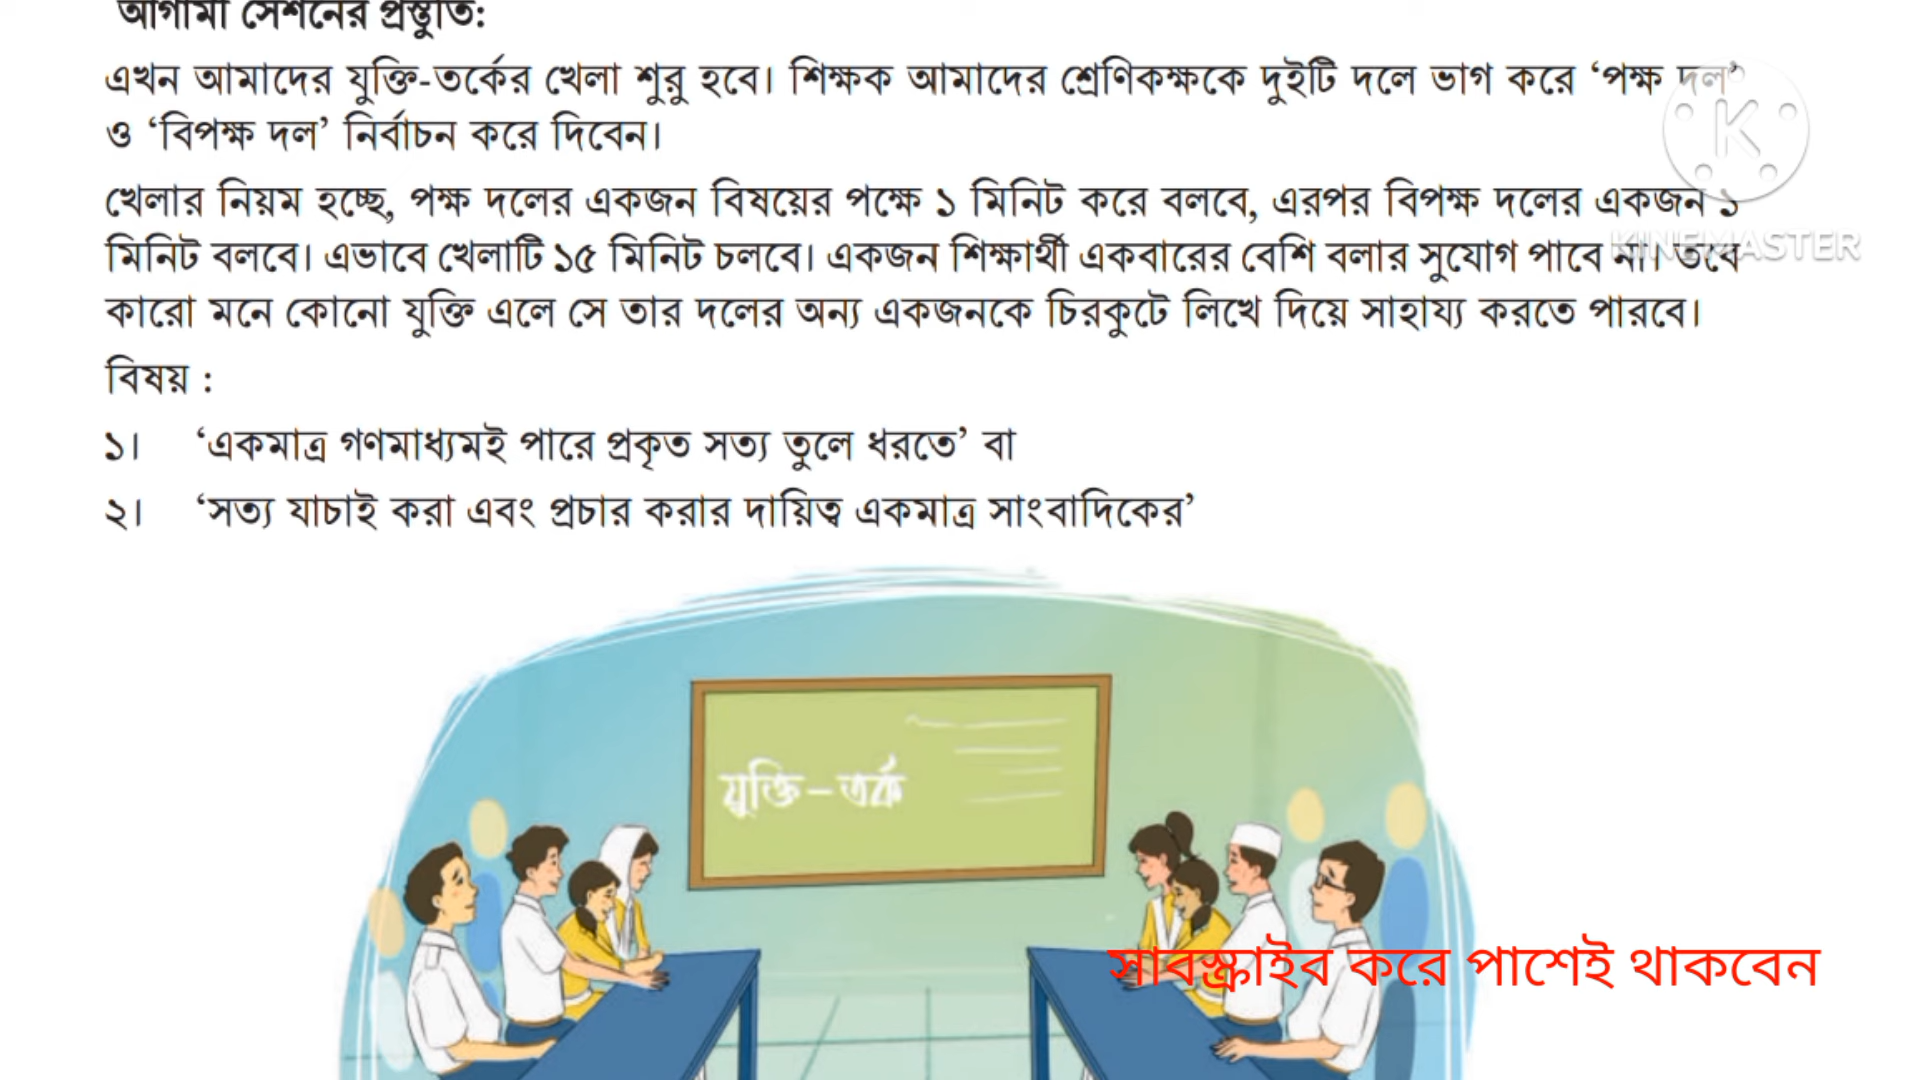 আগামী সেশনের প্রস্তুতি:
এখন আমাদের যুক্তি-তর্কের খেলা শুরু হবে। শিক্ষক আমাদের শ্রেণিকক্ষকে দুইটি দলে ভাগ করে ‘পক্ষ দল’
ও ‘বিপক্ষ দল’ নির্বাচন করে দিবেন।
খেলার নিয়ম হচ্ছে, পক্ষ দলের একজন বিষয়ের পক্ষে ১ মিনিট করে বলবে, এরপর বিপক্ষ দলের একজন ১
মিনিট বলবে। এভাবে খেলাটি ১৫ মিনিট চলবে। একজন শিক্ষার্থী একবারের বেশি বলার সুযোগ পাবে না। তবে
কারো মনে কোনো যুক্তি এলে সে তার দলের অন্য একজনকে চিরকুটে লিখে দিয়ে সাহায্য করতে পারবে।
বিষয় :
১। ‘একমাত্র গণমাধ্যমই পারে প্রকৃত সত্য তুলে ধরতে’ বা
২। ‘সত্য যাচাই করা এবং প্রচার করার দায়িত্ব একমাত্র সাংবাদিকের’
যুক্তি – তর্ক
সাবস্ক্রাইব করে পাশেই থাকবেন
K
KINEMASTER